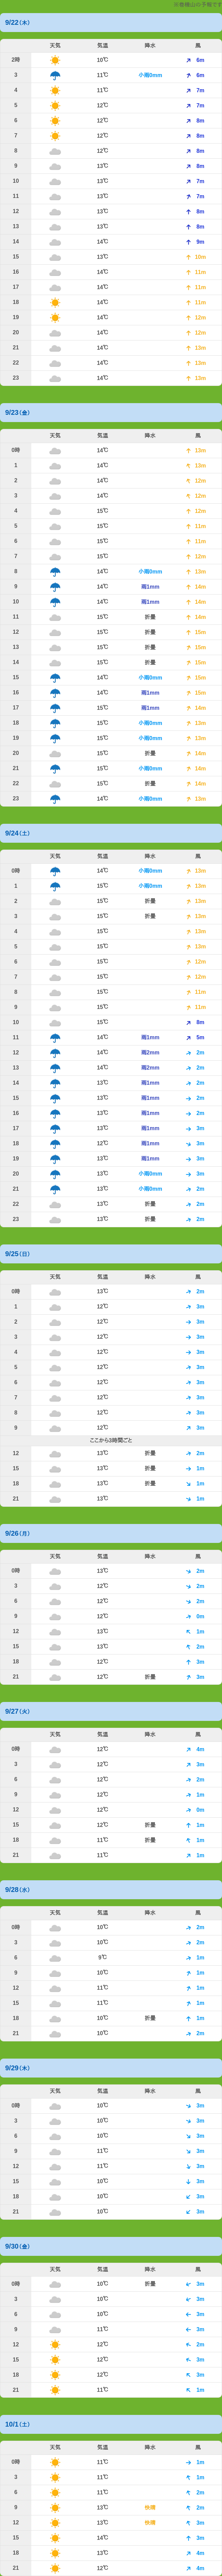 の予報です
9/22(木)
天気 気温 降水 風
2時 13℃ 6m
3 11℃ 小雨0mm 6m
4 11℃ 7m
5 12℃ 7m
6 12℃ 8m
7 12℃ 8m
8 12℃ 8m
9 13℃ 8m
10 13℃ 7m
11 13℃ 7m
12 13℃ 8m
13 13℃ 8m
14 14℃ 9m
15 13℃ 10m
16 14℃ 11m
17 14℃ 11m
18 14℃ 11m
19 14℃ 12m
20 14℃ 12m
21 14℃ 13m
22 14℃ 13m
23 14℃ 13m
9/23(金)
天気 気温 降水 風
0時 14℃ 13m
1 14℃ 13m
2 14℃ 12m
3 14℃ 12m
4 14℃ 12m
5 15℃ 11m
6 15℃ 11m
7 15℃ 12m
8 14℃ 小雨0mm 13m
9 14℃ 雨1mm 14m
10 14℃ 雨1mm 14m
11 15℃ 折曇 14m
12 15℃ 折曇 15m
13 15℃ 折曇 15m
14 15℃ 折曇 15m
15 14℃ 小雨0mm 15m
16 14℃ 雨1mm 15m
17 15℃ 雨1mm 14m
18 14℃ 小雨0mm 13m
19 15℃ 小雨0mm 13m
20 15℃ 折曇 14m
21 15℃ 小雨0mm 14m
22 15℃ 折曇 14m
23 14℃ 小雨0mm 13m
9/24(土)
天気 気温 降水 風
0時 14℃ 小雨0mm 13m
1 15℃ 小雨0mm 13m
2 15℃ 折曇 13m
3 15℃ 折曇 13m
4 15℃ 13m
5 15℃ 13m
6 15℃ 12m
7 15℃ 12m
8 15℃ 11m
9 15℃ 11m
10 15℃ 8m
11 15℃ 雨1mm 5m
12 14℃ 雨2mm 2m
13 14℃ 雨2mm 2m
14 13℃ 雨1mm 2m
15 13℃ 雨1mm 2m
16 13℃ 雨1mm 2m
17 13℃ 雨1mm 3m
18 12℃ 雨1mm 3m
19 13℃ 雨1mm 3m
20 13℃ 小雨0mm 3m
21 13℃ 小雨0mm 2m
22 13℃ 折曇 2m
23 13℃ 折曇 2m
9/25(日)
天気 気温 降水 風
0時 13℃ 2m
1 12℃ 3m
2 12℃ 3m
3 12℃ 3m
4 12℃ 3m
5 12℃ 3m
6 12℃ 3m
7 12℃ 3m
8 12℃ 3m
9 12℃ 3m
ここから3時間ごと
12 13℃ 折曇 2m
15 13℃ 折曇 1m
18 13℃ 折曇 1m
21 13℃ 1m
9/26(月)
天気 気温 降水 風
0時 13℃ 2m
3 12℃ 2m
6 12℃ 2m
9 12℃ 0m
12 13℃ 1m
15 13℃ 2m
18 12℃ 3m
21 12℃ 折曇 3m
9/27(火)
天気 気温 降水 風
0時 12℃ 4m
3 12℃ 3m
6 12℃ 2m
9 12℃ 1m
12 12℃ 0m
15 12℃ 折曇 1m
18 11℃ 折曇 1m
21 11℃ 1m
9/28(水)
天気 気温 降水 風
0時 10℃ 2m
3 10℃ 2m
6 9℃ 1m
9 10℃ 1m
12 11℃ 1m
15 11℃ 1m
18 10℃ 折曇 1m
21 10℃ 2m
9/29(木)
天気 気温 降水 風
0時 10℃ 3m
3 10℃ 3m
6 10℃ 3m
9 11℃ 3m
12 11℃ 3m
15 10℃ 3m
18 10℃ 3m
21 10℃ 3m
9/30(金)
天気 気温 降水 風
0時 10℃ 折曇 3m
3 10℃ 3m
6 10℃ 3m
9 11℃ 3m
12 12℃ 2m
15 12℃ 3m
18 12℃ 3m
21 11℃ 1m
10/1(土)
天気 気温 降水 風
0時 11℃ 1m
3 11℃ 1m
6 11℃ 2m
9 13℃ 快晴 2m
12 13℃ 快晴 3m
15 14℃ 3m
18 13℃ 4m
21 12℃ 4m